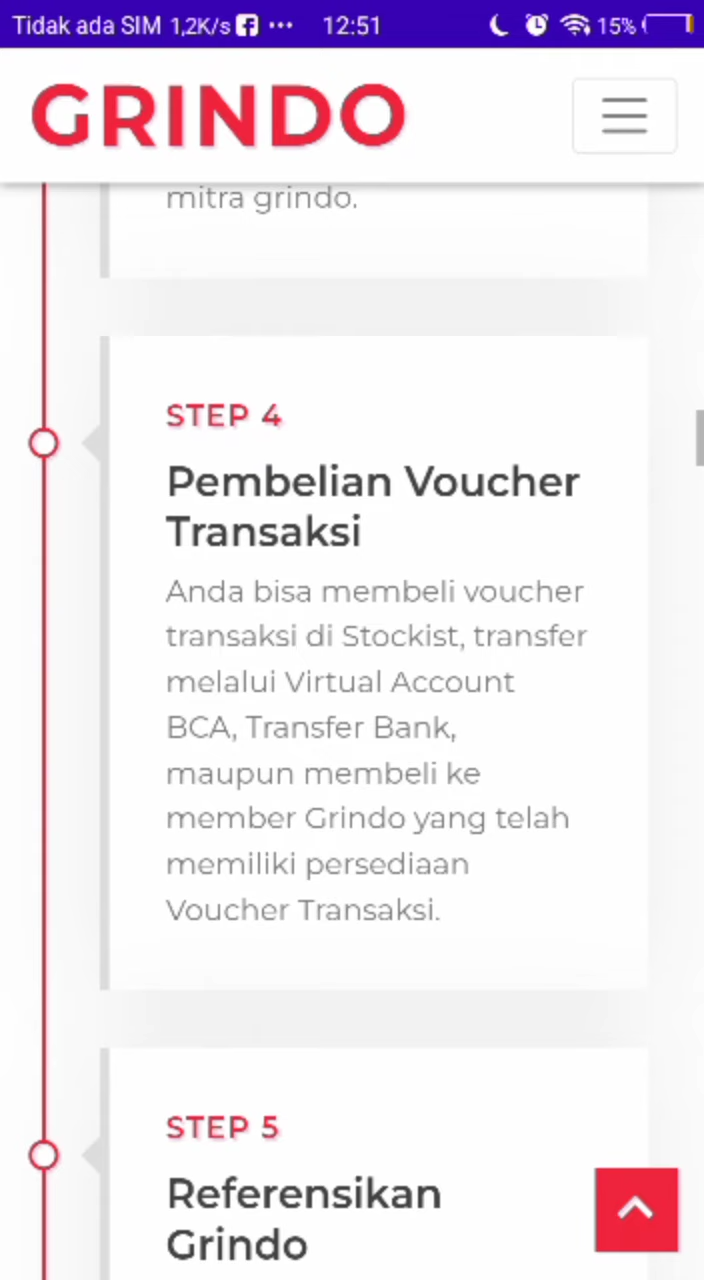 Tidak ada SIM 1,2K/s ••• 12:51 15%
GRINDO
mitra grindo.
STEP 4
Pembelian Voucher
Transaksi
Anda bisa membeli voucher
transaksi di Stockist, transfer
melalui Virtual Account
BCA, Transfer Bank,
maupun membeli ke
member Grindo yang telah
memiliki persediaan
Voucher Transaksi.
STEP 5
Referensikan
Grindo